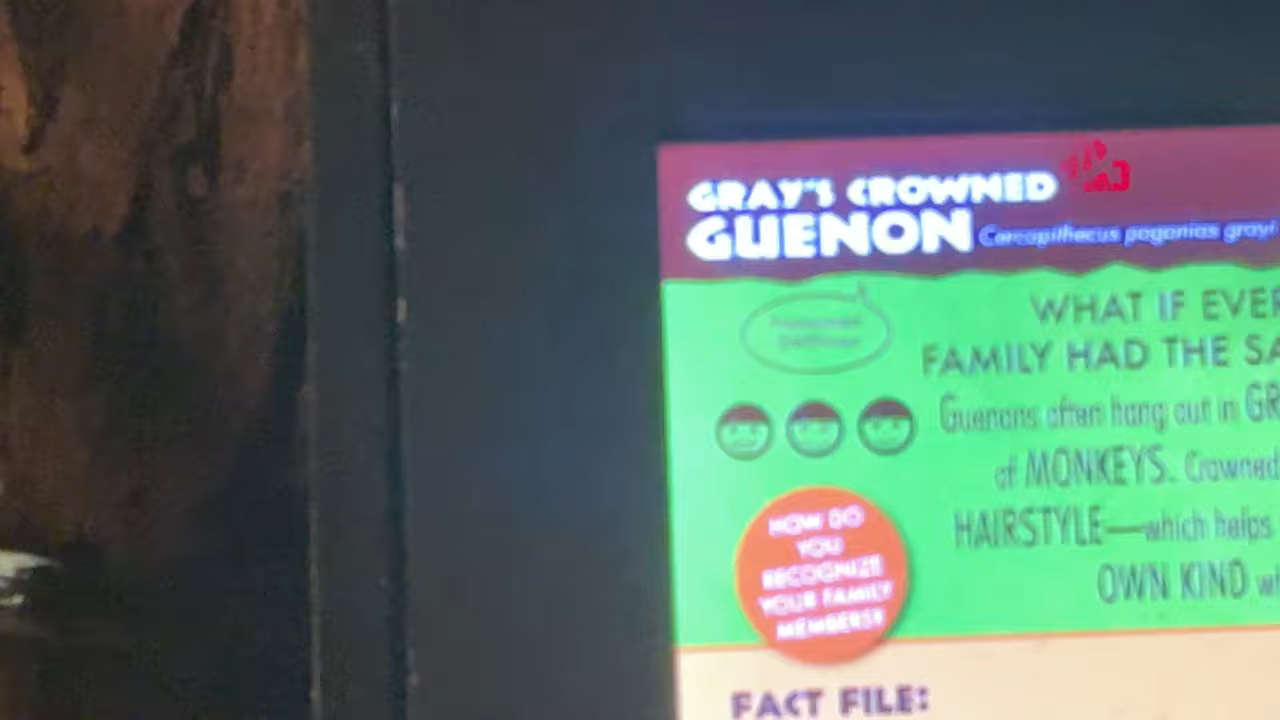 GRAY'S CROWNED
GUENON Cercopithecus pogonias grayi
WHAT IF EVER
FAMILY HAD THE SA
Guenons often hang out in GR
of MONKEYS. Crowned
HAIRSTYLE—which helps
OWN KIND w
HOW DO
YOU
RECOGNIZE
YOUR FAMILY
MEMBERS?
FACT FILE: